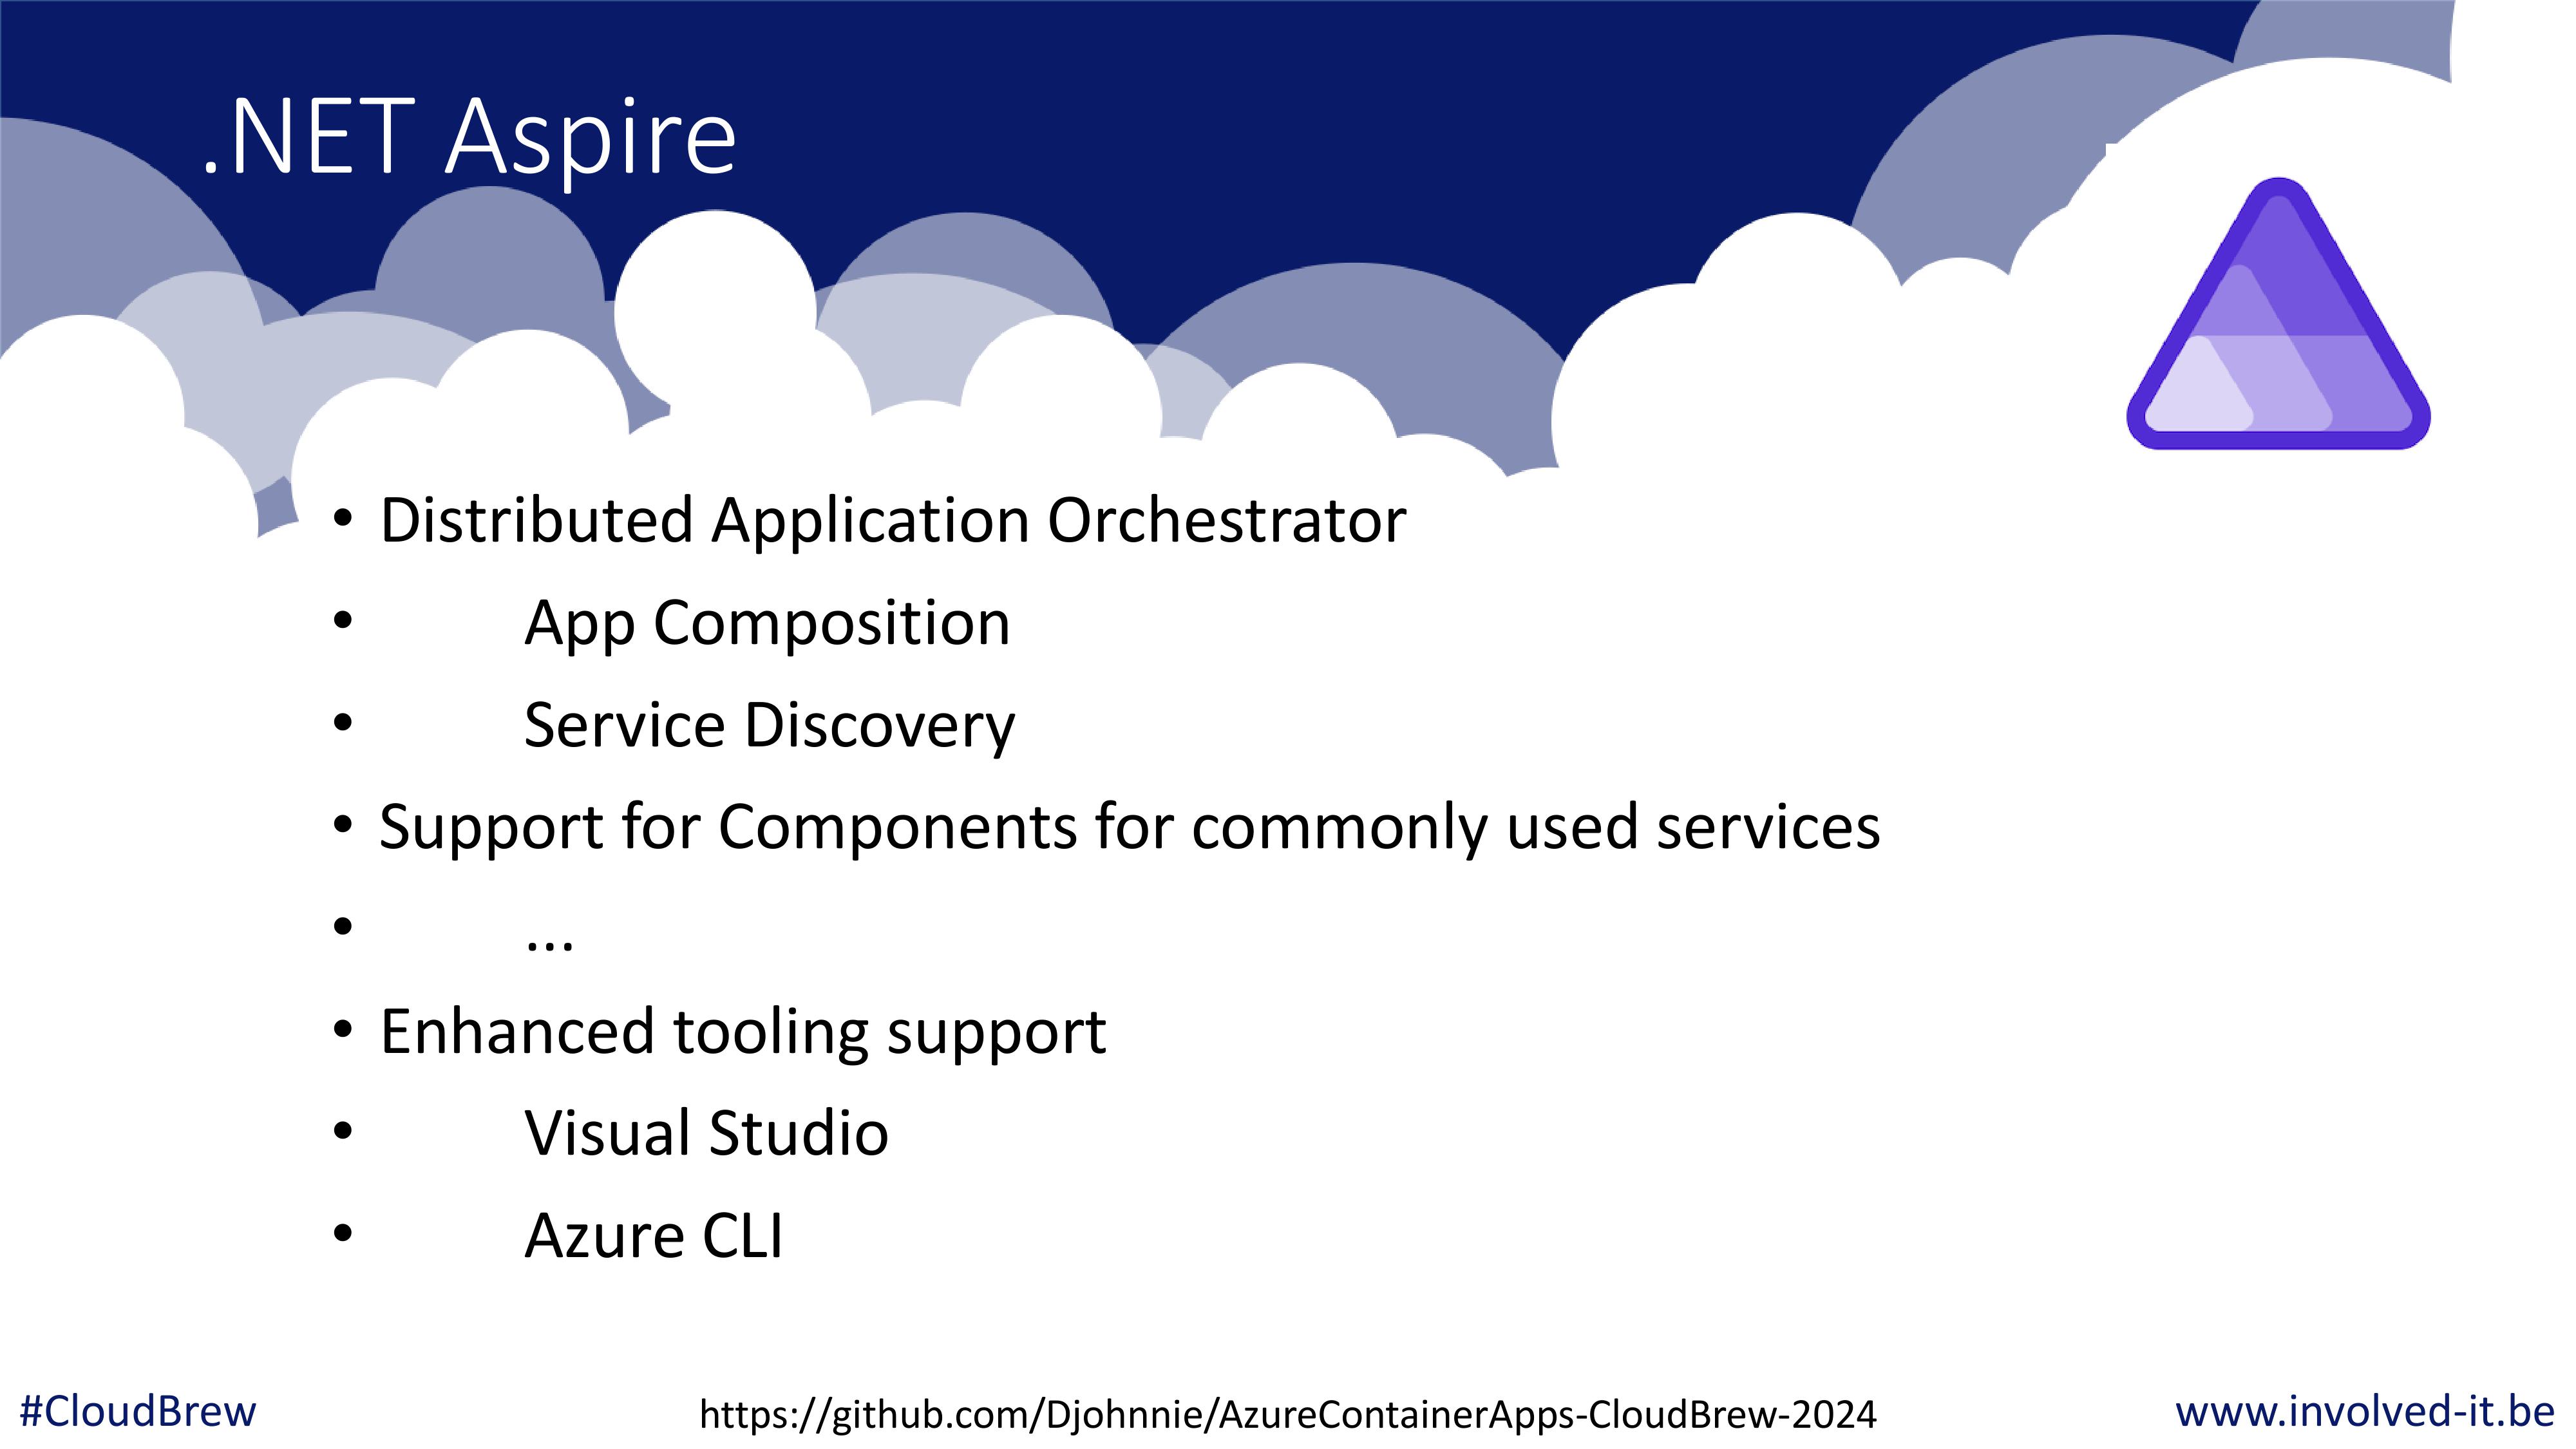 .NET Aspire
• Distributed Application Orchestrator
• App Composition
• Service Discovery
• Support for Components for commonly used services
• ...
• Enhanced tooling support
• Visual Studio
• Azure CLI
#CloudBrew
https://github.com/Djohnnie/AzureContainerApps-CloudBrew-2024
www.involved-it.be